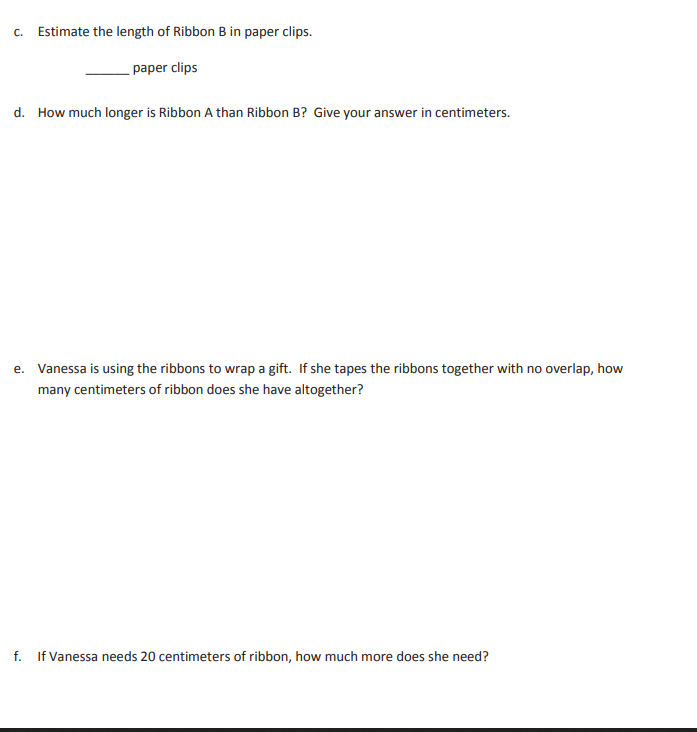 c. Estimate the length of Ribbon B in paper clips.
______ paper clips
d. How much longer is Ribbon A than Ribbon B? Give your answer in centimeters.
e. Vanessa is using the ribbons to wrap a gift. If she tapes the ribbons together with no overlap, how
many centimeters of ribbon does she have altogether?
f. If Vanessa needs 20 centimeters of ribbon, how much more does she need?